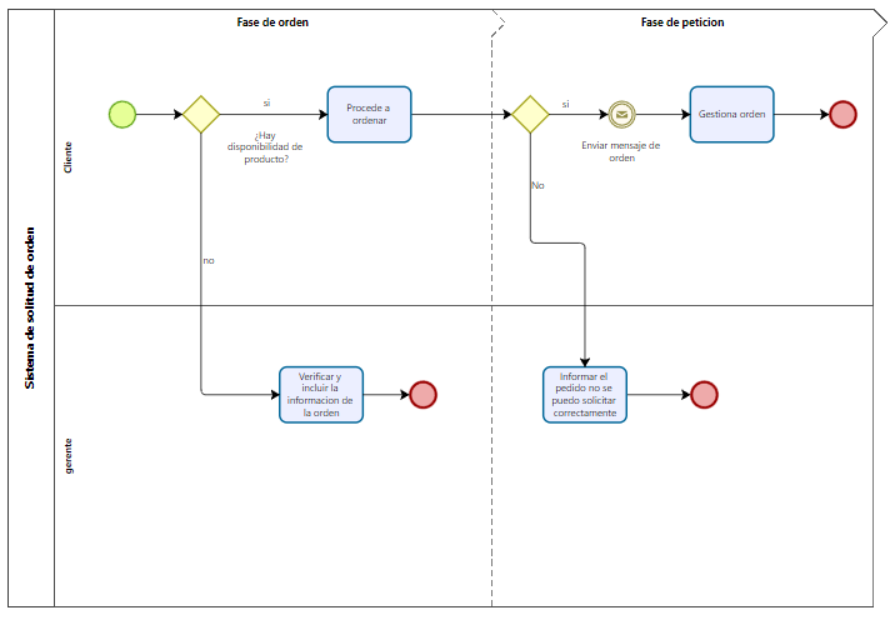 Fase de orden
Fase de peticion
Sistema de solitud de orden
Cliente
si
¿Hay
disponibilidad de
producto?
Procede a
ordenar
si
Enviar mensaje de
orden
Gestiona orden
No
no
gerente
Verificar y
incluir la
informacion de
la orden
Informar el
pedido no se
puedo solicitar
correctamente